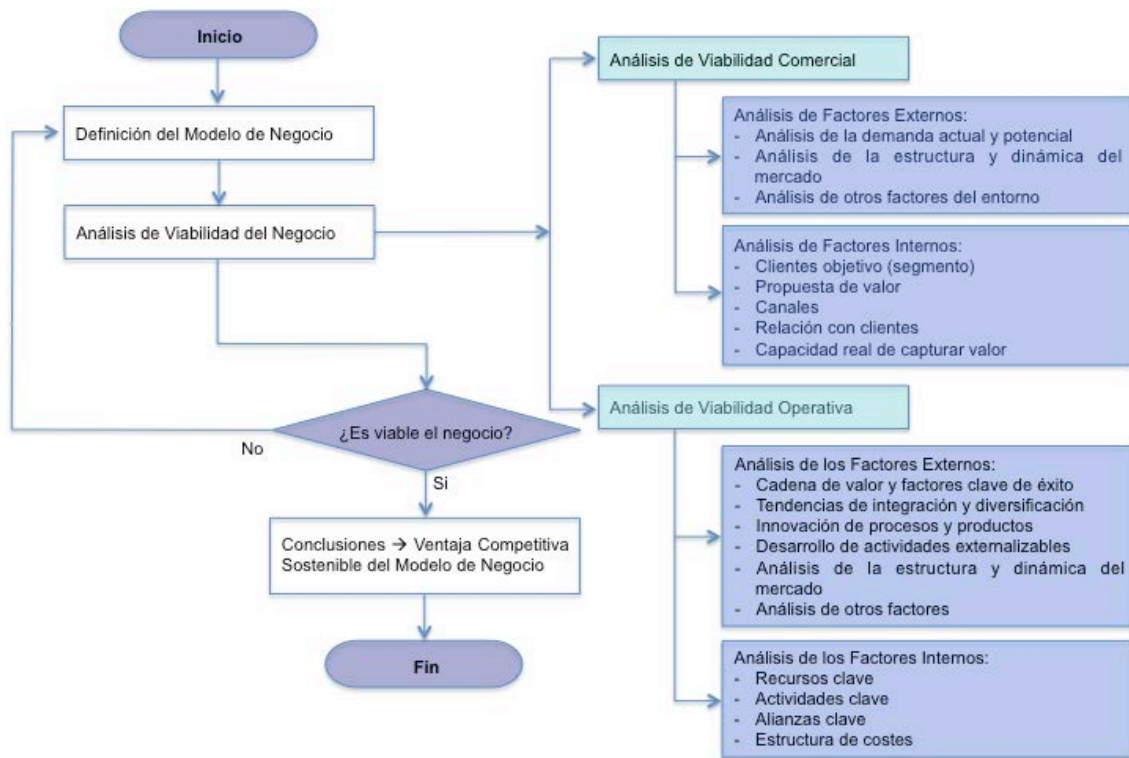 Inicio
Definición del Modelo de Negocio
Análisis de Viabilidad del Negocio
¿Es viable el negocio?
No
Si
Conclusiones → Ventaja Competitiva
Sostenible del Modelo de Negocio
Fin
Análisis de Viabilidad Comercial
Análisis de Factores Externos:
- Análisis de la demanda actual y potencial
- Análisis de la estructura y dinámica del
mercado
- Análisis de otros factores del entorno
Análisis de Factores Internos:
- Clientes objetivo (segmento)
- Propuesta de valor
- Canales
- Relación con clientes
- Capacidad real de capturar valor
Análisis de Viabilidad Operativa
Análisis de los Factores Externos:
- Cadena de valor y factores clave de éxito
- Tendencias de integración y diversificación
- Innovación de procesos y productos
- Desarrollo de actividades externalizables
- Análisis de la estructura y dinámica del
mercado
- Análisis de otros factores
Análisis de los Factores Internos:
- Recursos clave
- Actividades clave
- Alianzas clave
- Estructura de costes